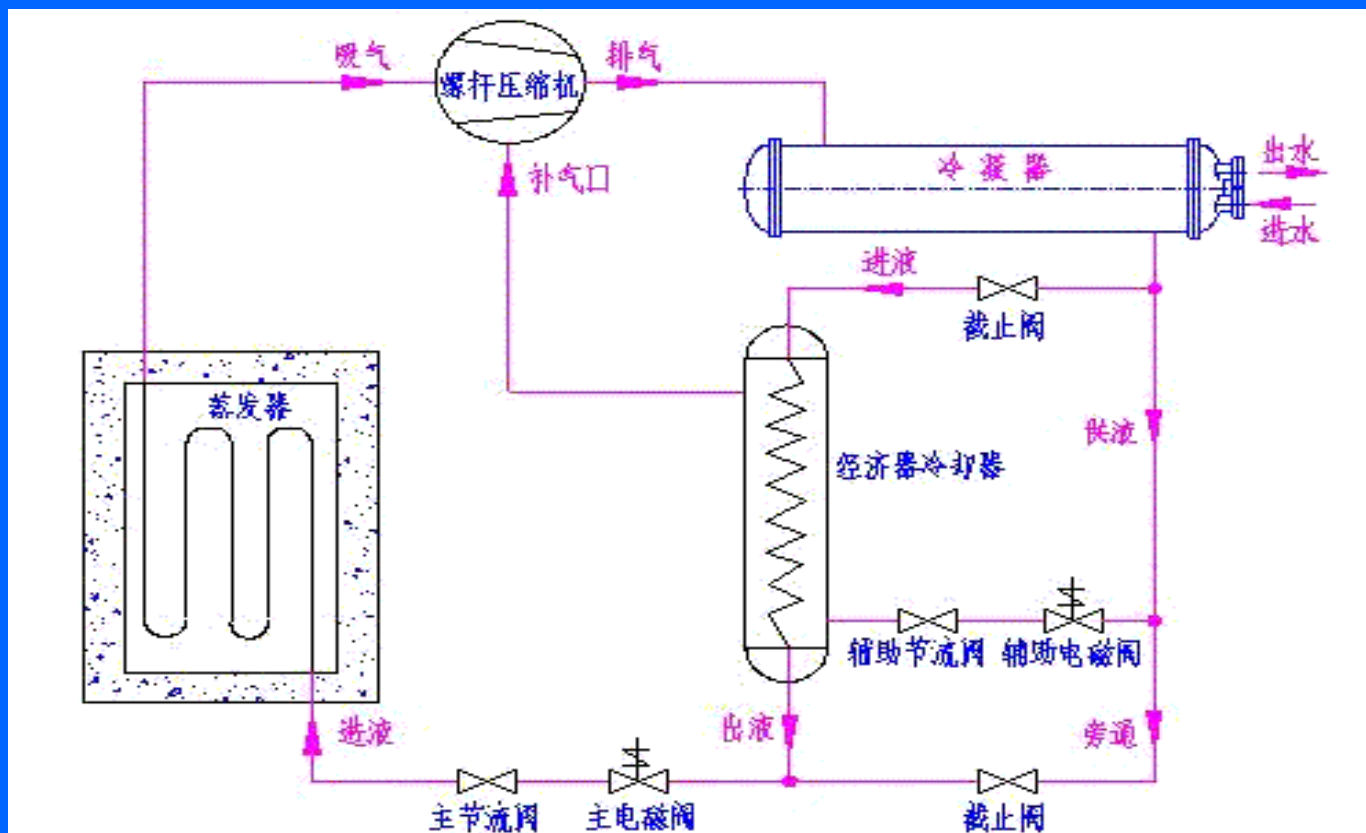 吸气
排气
螺杆压缩机
补气口
冷凝器
出水
进水
进液
截止阀
蒸发器
供液
经济器冷却器
辅助节流阀
辅助电磁阀
进液
出液
旁通
主节流阀
主电磁阀
截止阀